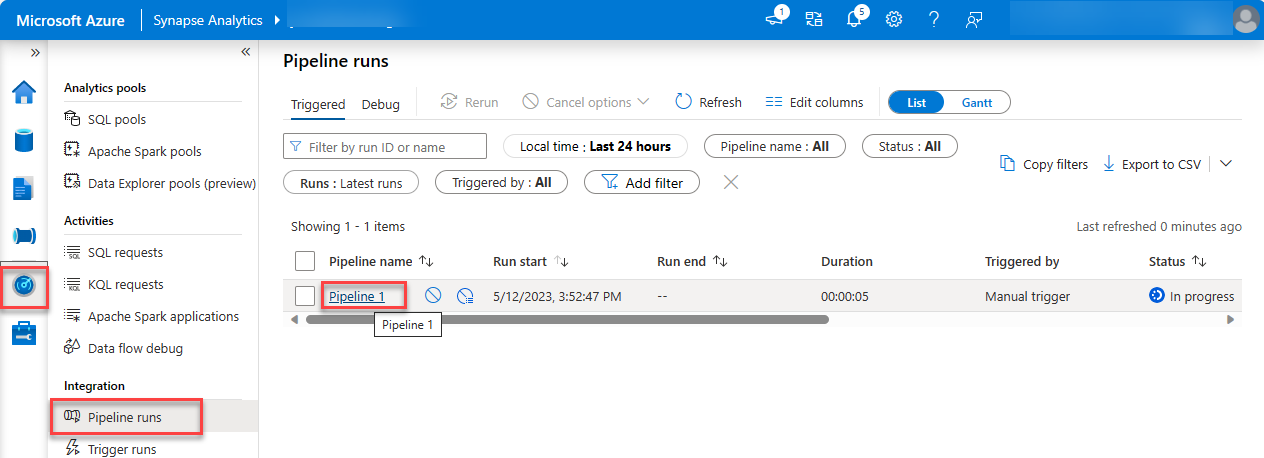 Microsoft Azure Synapse Analytics
1
5
»
«
Analytics pools
SQL pools
Apache Spark pools
Data Explorer pools (preview)
Activities
SQL requests
KQL requests
Apache Spark applications
Data flow debug
Integration
Pipeline runs
Trigger runs
Pipeline runs
Triggered Debug Rerun Cancel options Refresh Edit columns List Gantt
Filter by run ID or name Local time : Last 24 hours Pipeline name : All Status : All
Copy filters Export to CSV
Runs : Latest runs Triggered by : All Add filter
Showing 1 - 1 items Last refreshed 0 minutes ago
Pipeline name Run start Run end Duration Triggered by Status
Pipeline 1 5/12/2023, 3:52:47 PM -- 00:00:05 Manual trigger In progress
Pipeline 1